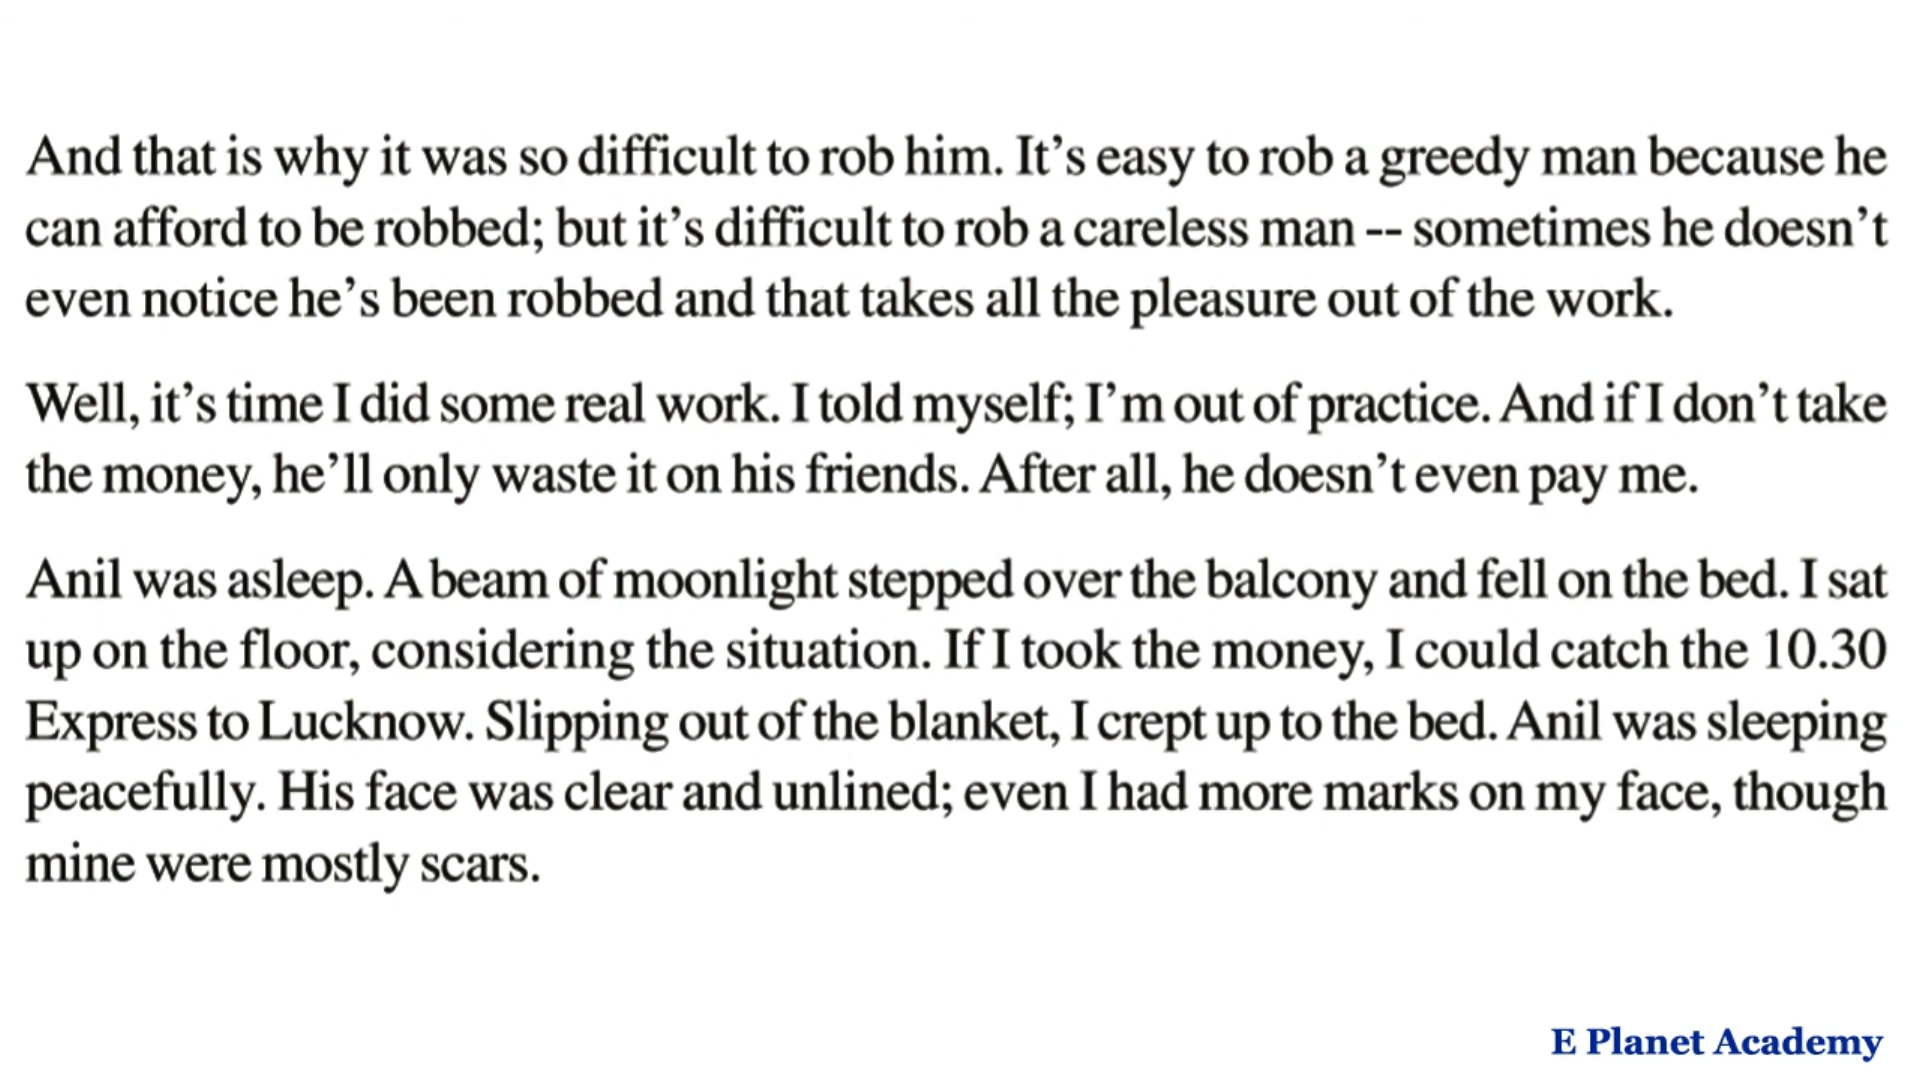 And that is why it was so difficult to rob him. It’s easy to rob a greedy man because he
can afford to be robbed; but it’s difficult to rob a careless man -- sometimes he doesn’t
even notice he’s been robbed and that takes all the pleasure out of the work.
Well, it’s time I did some real work. I told myself; I’m out of practice. And if I don’t take
the money, he’ll only waste it on his friends. After all, he doesn’t even pay me.
Anil was asleep. A beam of moonlight stepped over the balcony and fell on the bed. I sat
up on the floor, considering the situation. If I took the money, I could catch the 10.30
Express to Lucknow. Slipping out of the blanket, I crept up to the bed. Anil was sleeping
peacefully. His face was clear and unlined; even I had more marks on my face, though
mine were mostly scars.
E Planet Academy